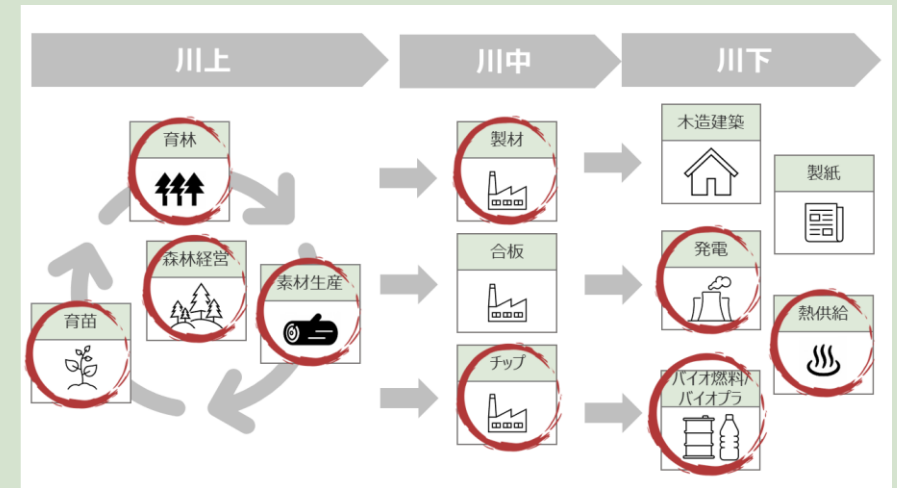 川上
川中
川下
育林
森林経営
素材生産
育苗
製材
合板
チップ
木造建築
製紙
発電
熱供給
バイオ燃料/
バイオプラ